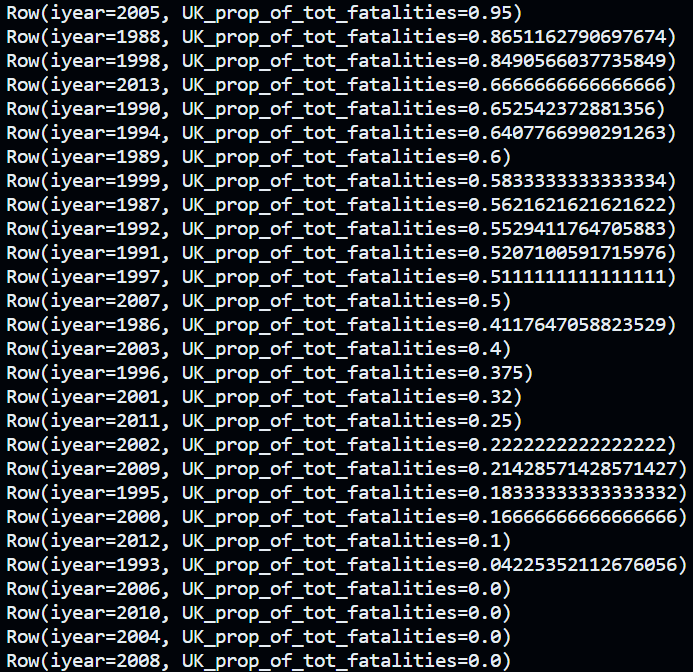 Row(iyear=2005, UK_prop_of_tot_fatalities=0.95)
Row(iyear=1988, UK_prop_of_tot_fatalities=0.8651162790697674)
Row(iyear=1998, UK_prop_of_tot_fatalities=0.8490566037735849)
Row(iyear=2013, UK_prop_of_tot_fatalities=0.6666666666666666)
Row(iyear=1990, UK_prop_of_tot_fatalities=0.652542372881356)
Row(iyear=1994, UK_prop_of_tot_fatalities=0.6407766990291263)
Row(iyear=1989, UK_prop_of_tot_fatalities=0.6)
Row(iyear=1999, UK_prop_of_tot_fatalities=0.5833333333333334)
Row(iyear=1987, UK_prop_of_tot_fatalities=0.5621621621621622)
Row(iyear=1992, UK_prop_of_tot_fatalities=0.5529411764705883)
Row(iyear=1991, UK_prop_of_tot_fatalities=0.5207100591715976)
Row(iyear=1997, UK_prop_of_tot_fatalities=0.5111111111111111)
Row(iyear=2007, UK_prop_of_tot_fatalities=0.5)
Row(iyear=1986, UK_prop_of_tot_fatalities=0.4117647058823529)
Row(iyear=2003, UK_prop_of_tot_fatalities=0.4)
Row(iyear=1996, UK_prop_of_tot_fatalities=0.375)
Row(iyear=2001, UK_prop_of_tot_fatalities=0.32)
Row(iyear=2011, UK_prop_of_tot_fatalities=0.25)
Row(iyear=2002, UK_prop_of_tot_fatalities=0.2222222222222222)
Row(iyear=2009, UK_prop_of_tot_fatalities=0.21428571428571427)
Row(iyear=1995, UK_prop_of_tot_fatalities=0.18333333333333332)
Row(iyear=2000, UK_prop_of_tot_fatalities=0.16666666666666666)
Row(iyear=2012, UK_prop_of_tot_fatalities=0.1)
Row(iyear=1993, UK_prop_of_tot_fatalities=0.04225352112676056)
Row(iyear=2006, UK_prop_of_tot_fatalities=0.0)
Row(iyear=2010, UK_prop_of_tot_fatalities=0.0)
Row(iyear=2004, UK_prop_of_tot_fatalities=0.0)
Row(iyear=2008, UK_prop_of_tot_fatalities=0.0)